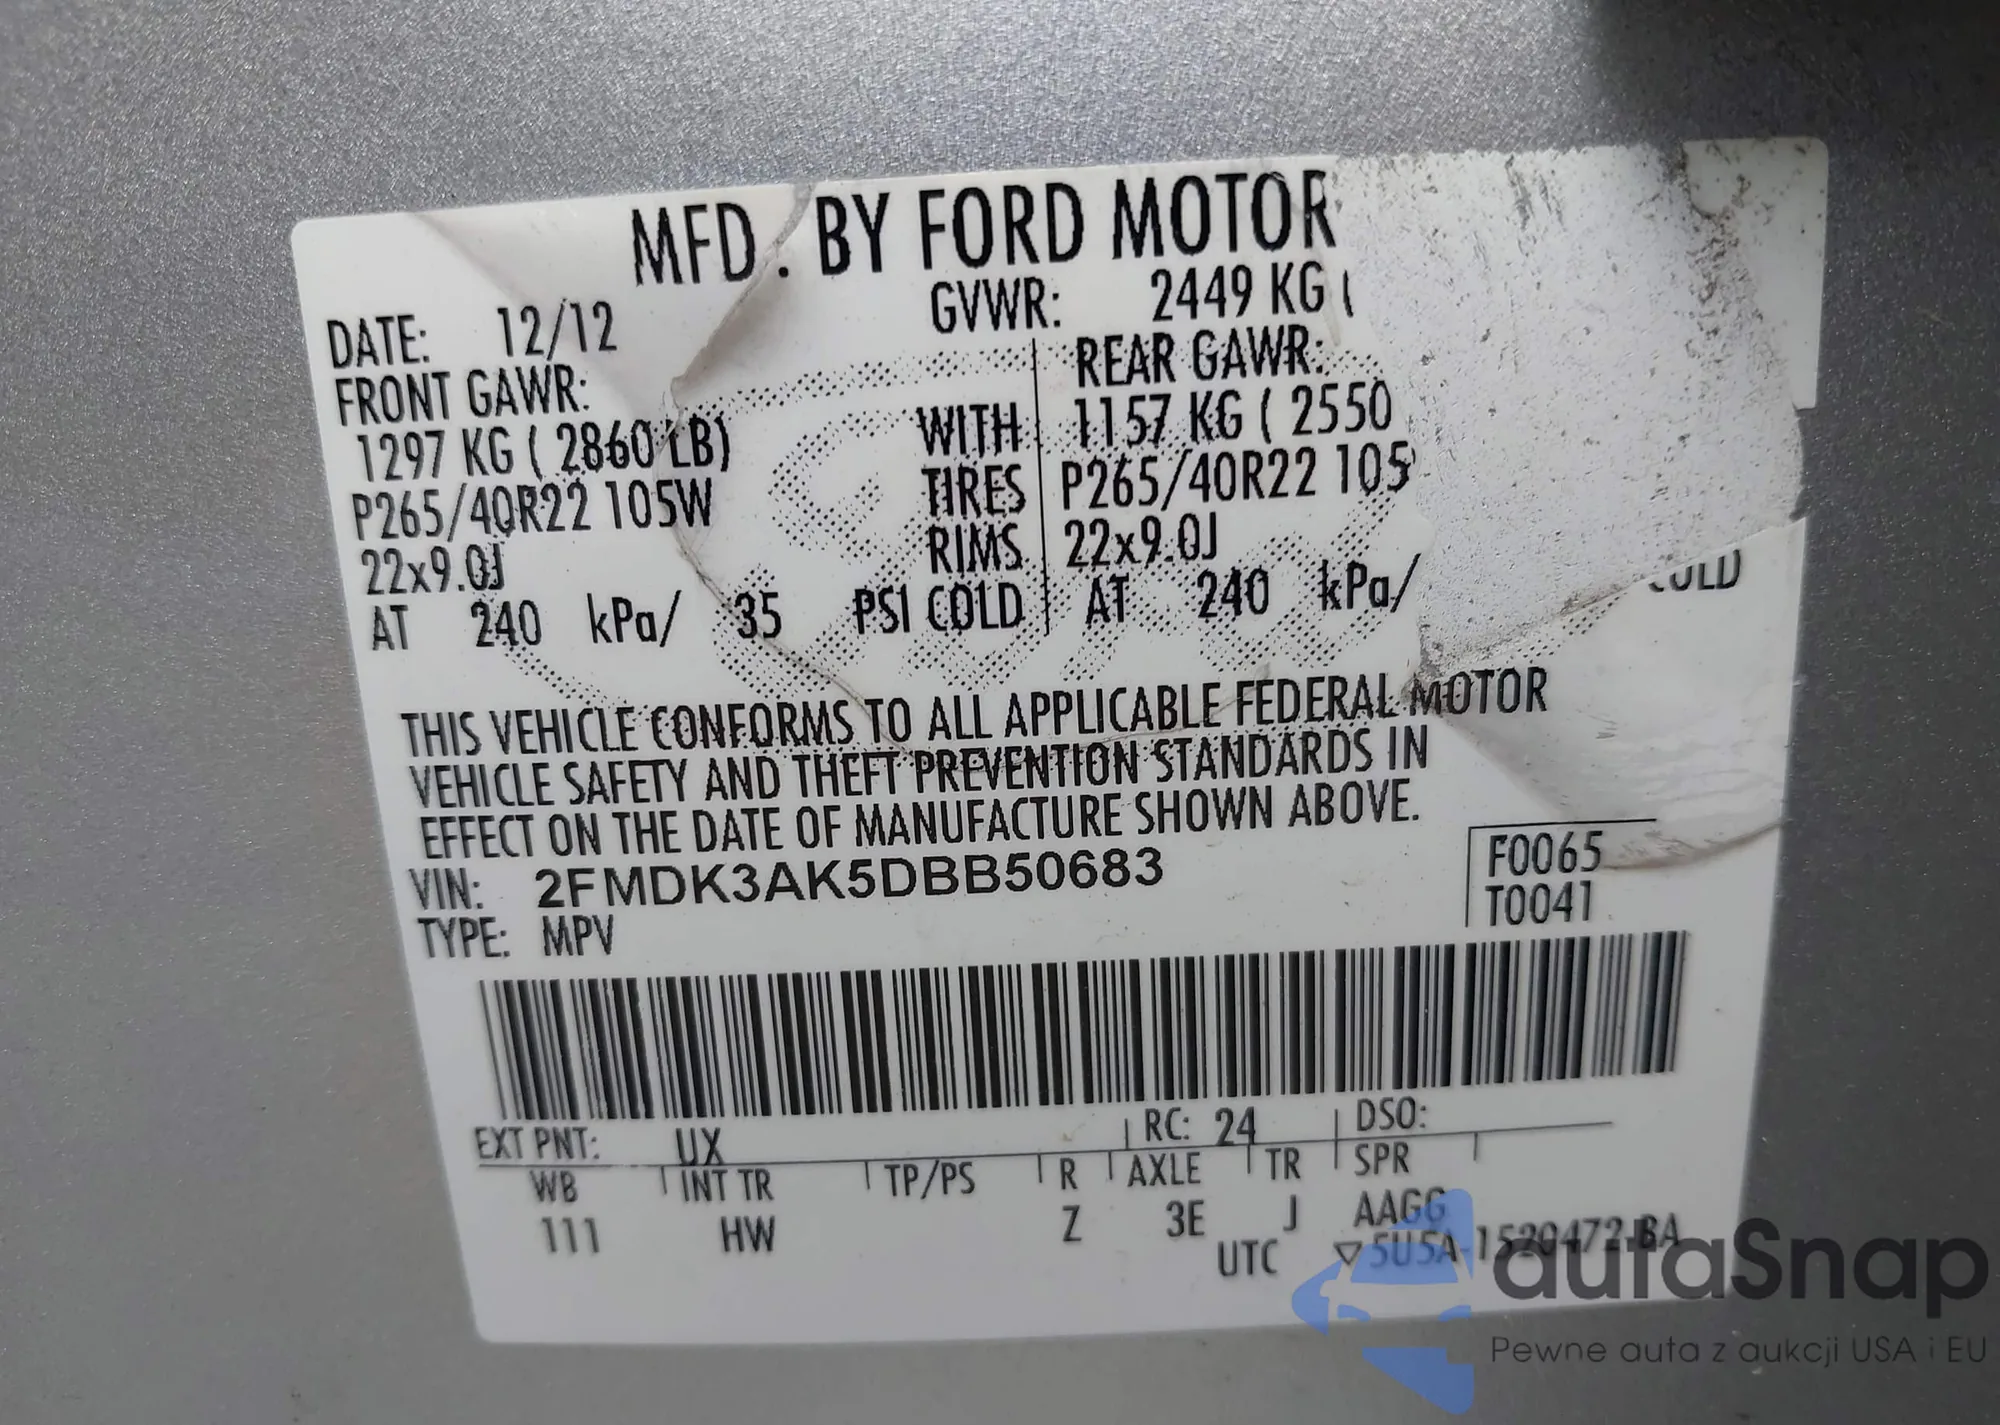 MFD. BY FORD MOTOR
DATE: 12/12 GVWR: 2449 KG (
FRONT GAWR: REAR GAWR:
1297 KG ( 2860 LB) WITH 1157 KG ( 2550
P265/40R22 105W TIRES P265/40R22 105
22x9.0J RIMS 22x9.0J
AT 240 kPa/ 35 PSI COLD AT 240 kPa/ COLD
THIS VEHICLE CONFORMS TO ALL APPLICABLE FEDERAL MOTOR
VEHICLE SAFETY AND THEFT PREVENTION STANDARDS IN
EFFECT ON THE DATE OF MANUFACTURE SHOWN ABOVE.
VIN: 2FMDK3AK5DBB50683
TYPE: MPV
F0065
T0041
EXT PNT: UX RC: 24 DSO:
WB INT TR TP/PS R AXLE TR SPR
111 HW Z 3E J AAGG
UTC ▽5U5A-1520472-BA
autaSnap
Pewne auta z aukcji USA i EU